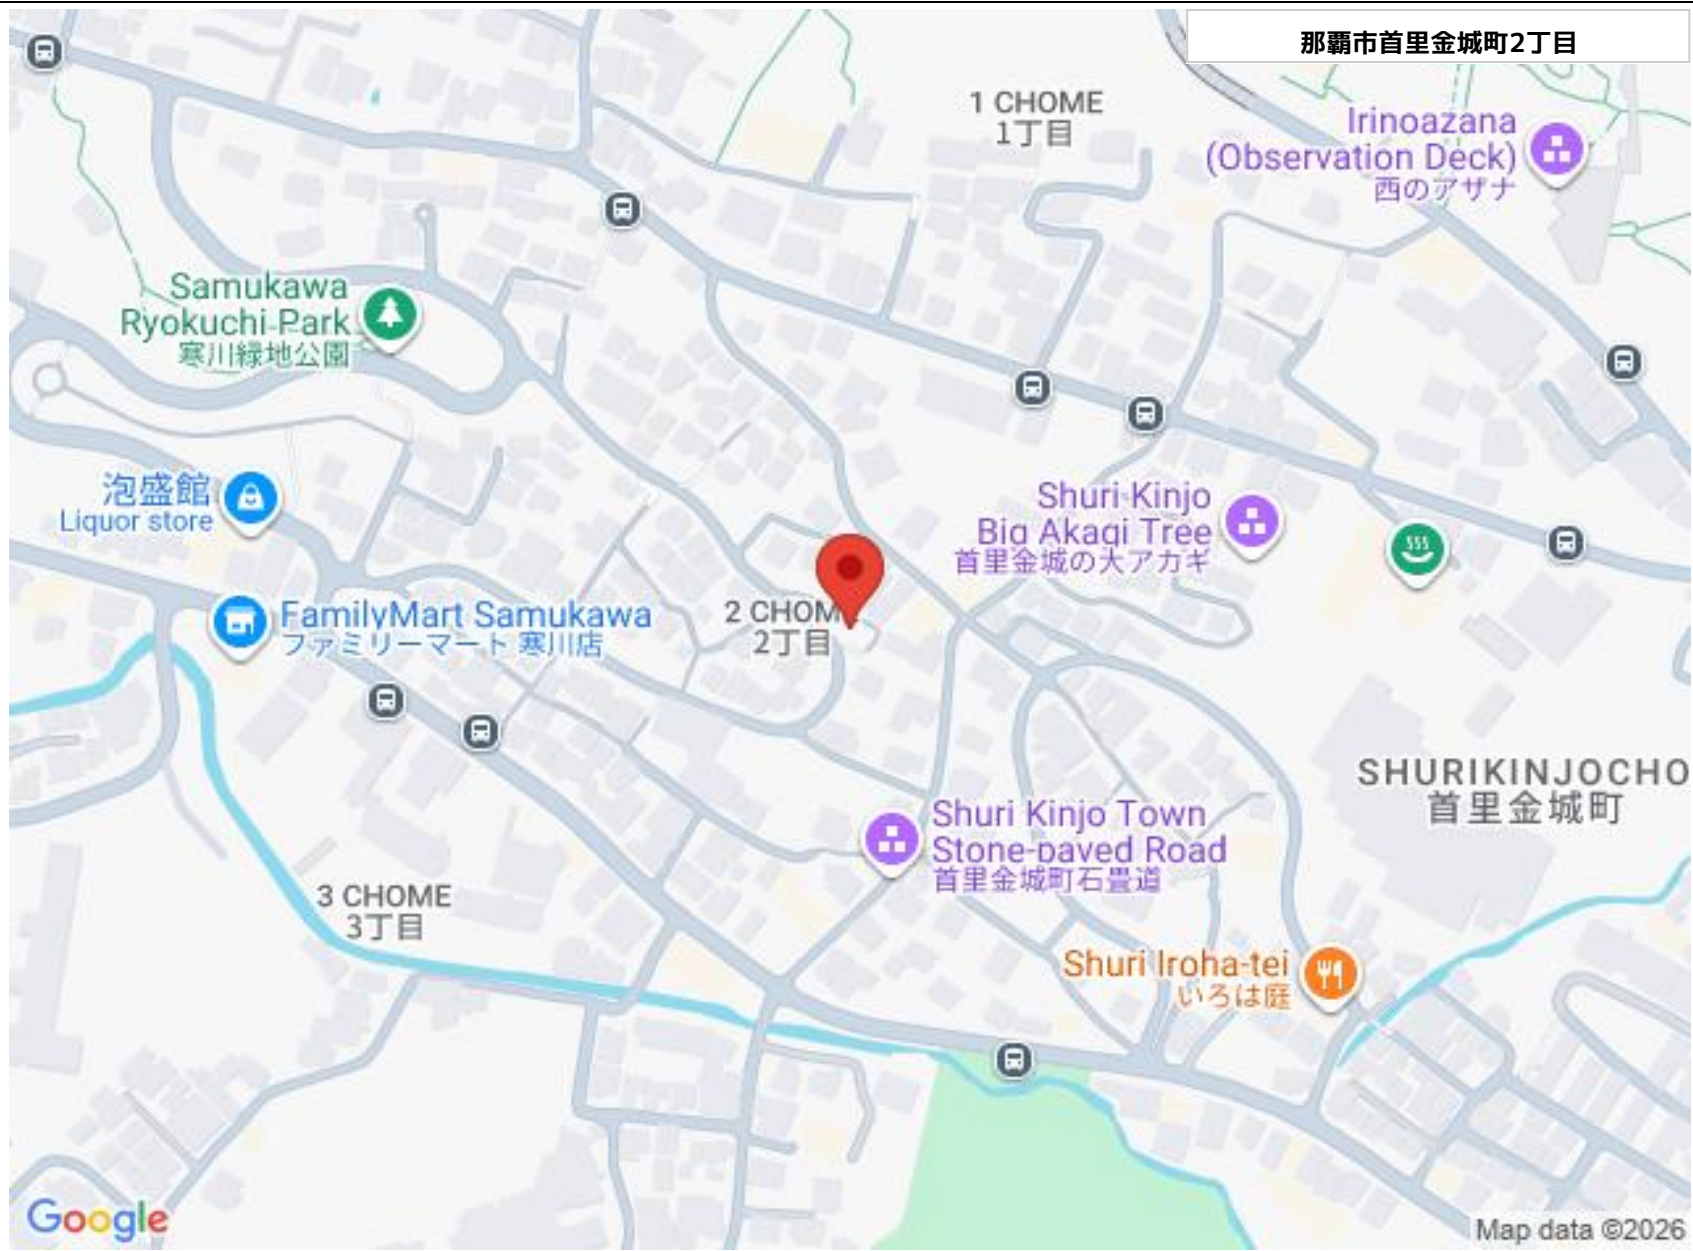 那覇市首里金城町2丁目
1 CHOME
1丁目
Irinoazana
(Observation Deck)
西のアザナ
Samukawa
Ryokuchi Park
寒川緑地公園
泡盛館
Liquor store
Shuri Kinjo
Big Akagi Tree
首里金城の大アカギ
FamilyMart Samukawa
ファミリーマート 寒川店
2 CHOM
2丁目
SHURIKINJOCHO
首里金城町
Shuri Kinjo Town
Stone-paved Road
首里金城町石畳道
3 CHOME
3丁目
Shuri Iroha-tei
いろは庭
Google
Map data ©2026